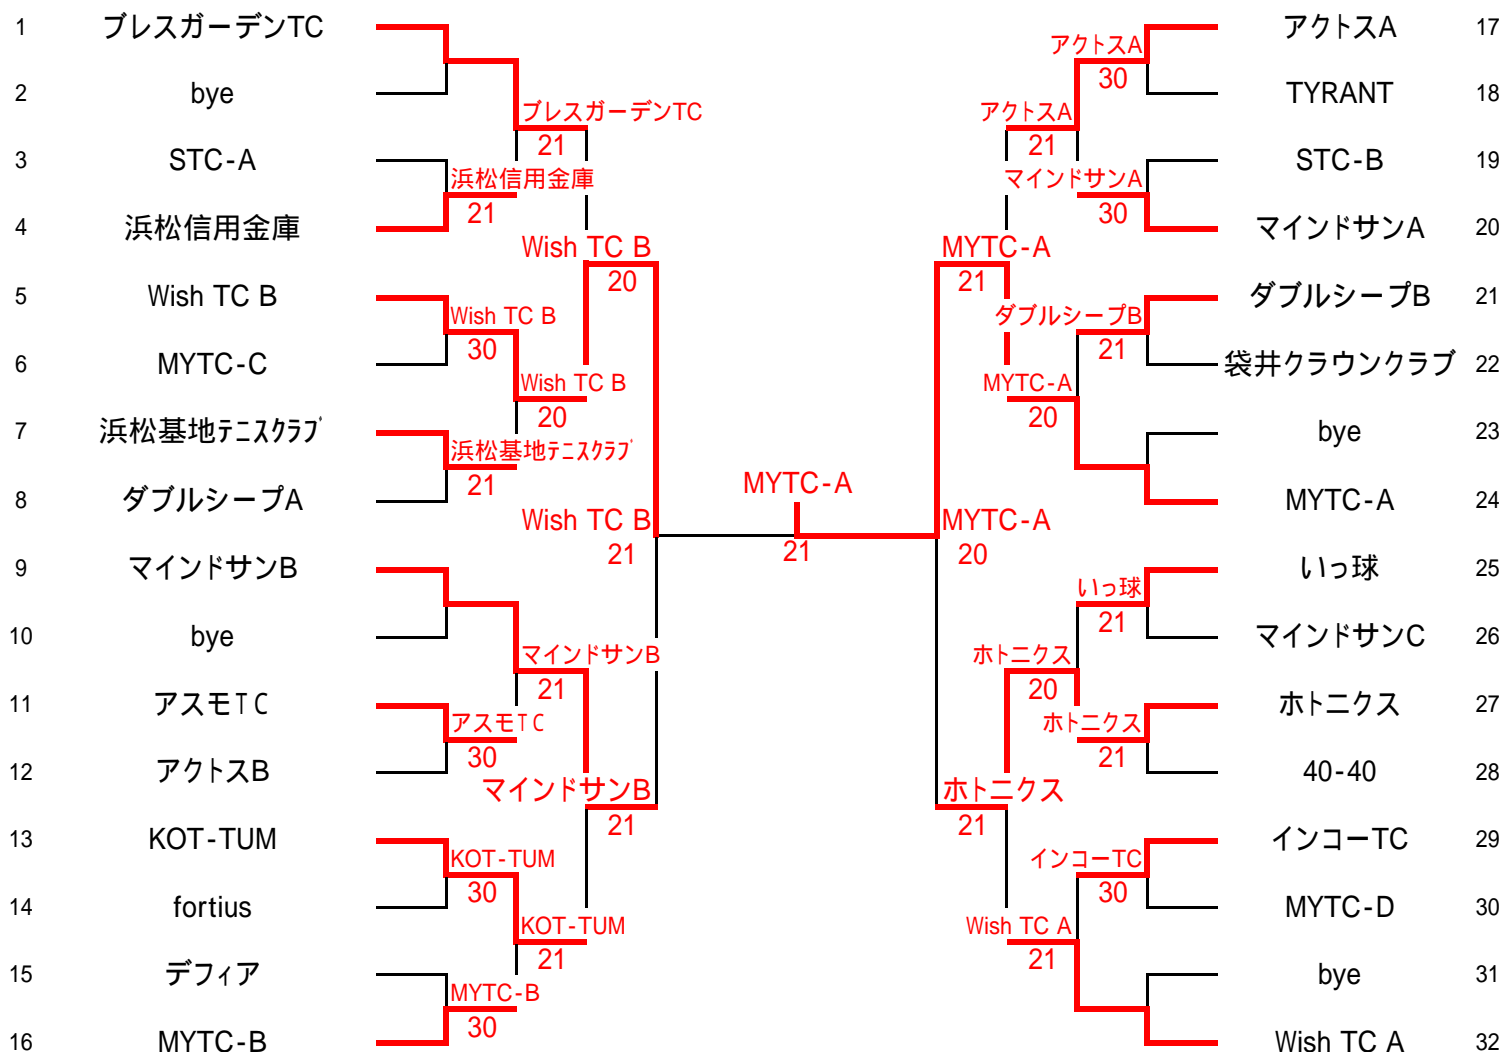 1 ブレスガーデンTC
2 bye
3 STC-A
4 浜松信用金庫
5 Wish TC B
6 MYTC-C
7 浜松基地ﾃﾆｽｸﾗﾌﾞ
8 ダブルシープA
9 マインドサンB
10 bye
11 アスモTC
12 アクトスB
13 KOT-TUM
14 fortius
15 デフィア
16 MYTC-B
ブレスガーデンTC
21
浜松信用金庫
21
Wish TC B
20
Wish TC B
30
Wish TC B
20
浜松基地ﾃﾆｽｸﾗﾌﾞ
21
Wish TC B
21
マインドサンB
21
アスモTC
30
マインドサンB
21
KOT-TUM
30
KOT-TUM
21
MYTC-B
30
MYTC-A
21
アクトスA
30
アクトスA
21
マインドサンA
30
MYTC-A
21
ダブルシープB
21
MYTC-A
20
MYTC-A
20
いっ球
21
ホトニクス
20
ホトニクス
21
ホトニクス
21
インコーTC
30
Wish TC A
21
アクトスA 17
TYRANT 18
STC-B 19
マインドサンA 20
ダブルシープB 21
袋井クラウンクラブ 22
bye 23
MYTC-A 24
いっ球 25
マインドサンC 26
ホトニクス 27
40-40 28
インコーTC 29
MYTC-D 30
bye 31
Wish TC A 32